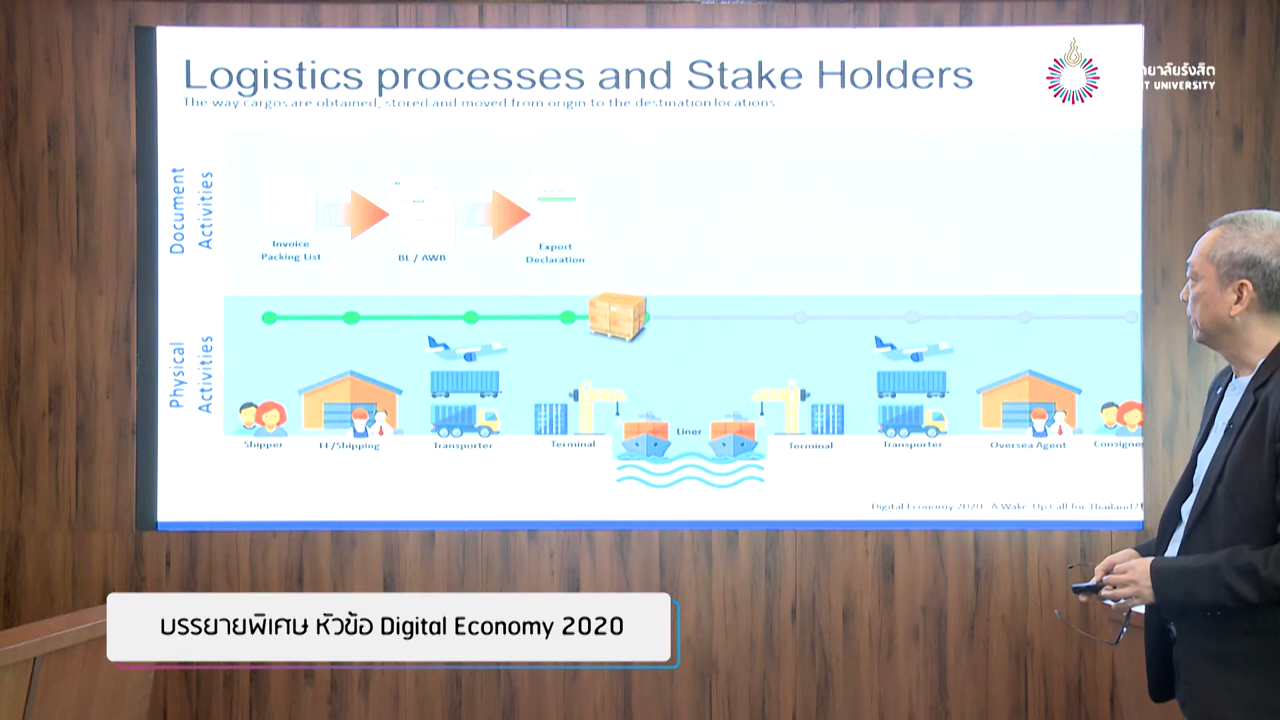 Logistics processes and Stake Holders
The way cargos are obtained, stored and moved from origin to the destination locations
ยาลัยรังสิต
T UNIVERSITY
Document
Activities
Invoice
Packing List
BL / AWB
Export
Declaration
Physical
Activities
Shipper
FF/Shipping
Transporter
Terminal
Liner
Terminal
Transporter
Oversea Agent
Consignee
Digital Economy 2020 - A Wake Up Call for Thailand?!
บรรยายพิเศษ หัวข้อ Digital Economy 2020